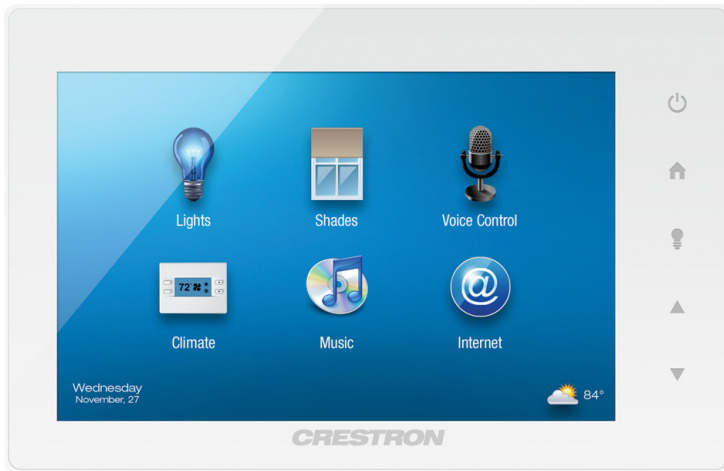 Lights
Shades
Voice Control
72
Climate
Music
@
Internet
Wednesday
November, 27
84°
CRESTRON